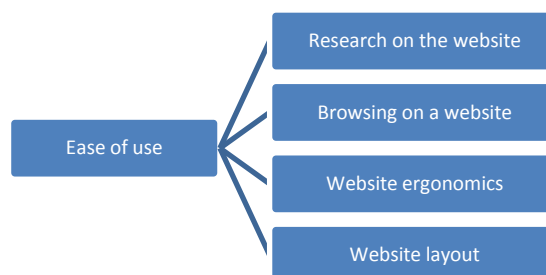 Research on the website
Browsing on a website
Ease of use
Website ergonomics
Website layout